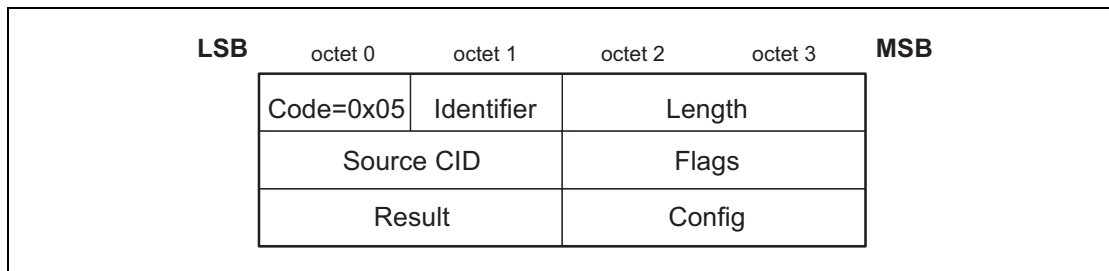 LSB octet 0 octet 1 octet 2 octet 3 MSB
Code=0x05 Identifier Length
Source CID Flags
Result Config